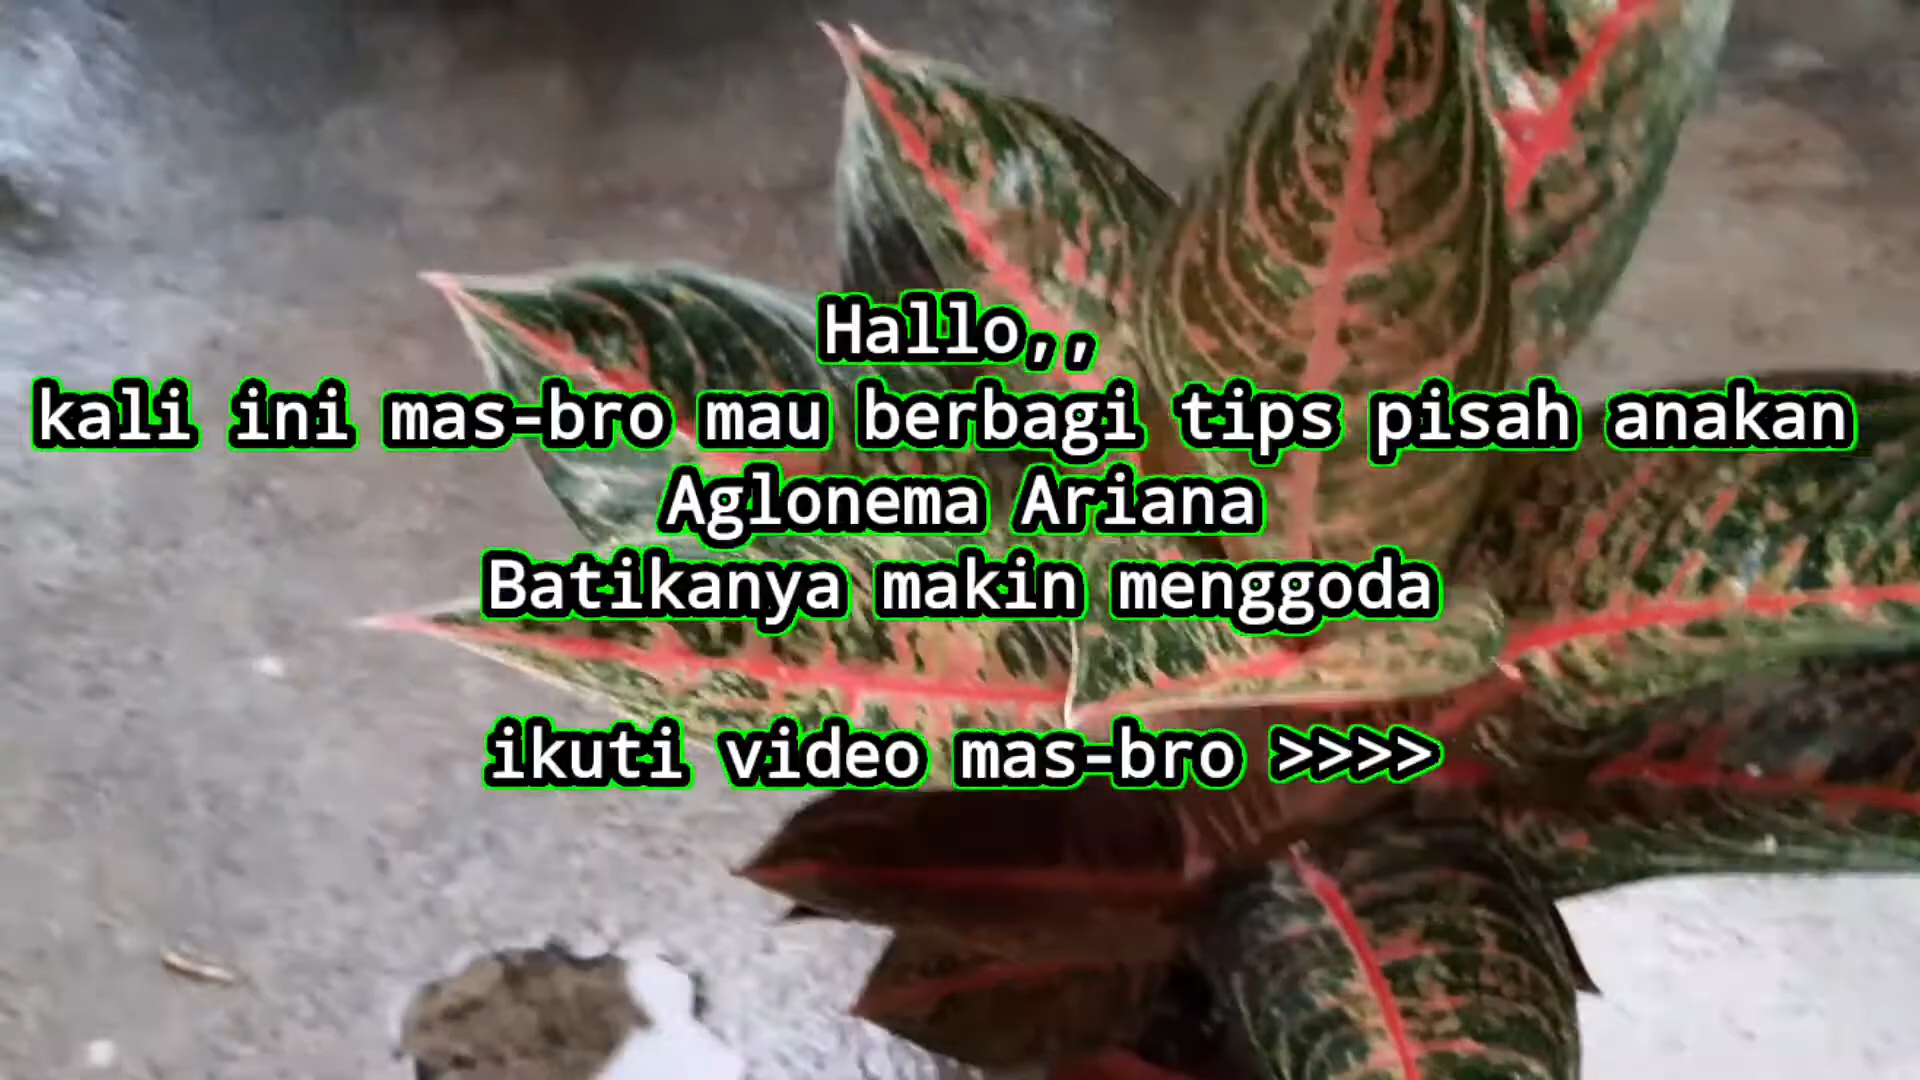 Hallo,,
kali ini mas-bro mau berbagi tips pisah anakan
Aglonema Ariana
Batikanya makin menggoda
ikuti video mas-bro >>>>